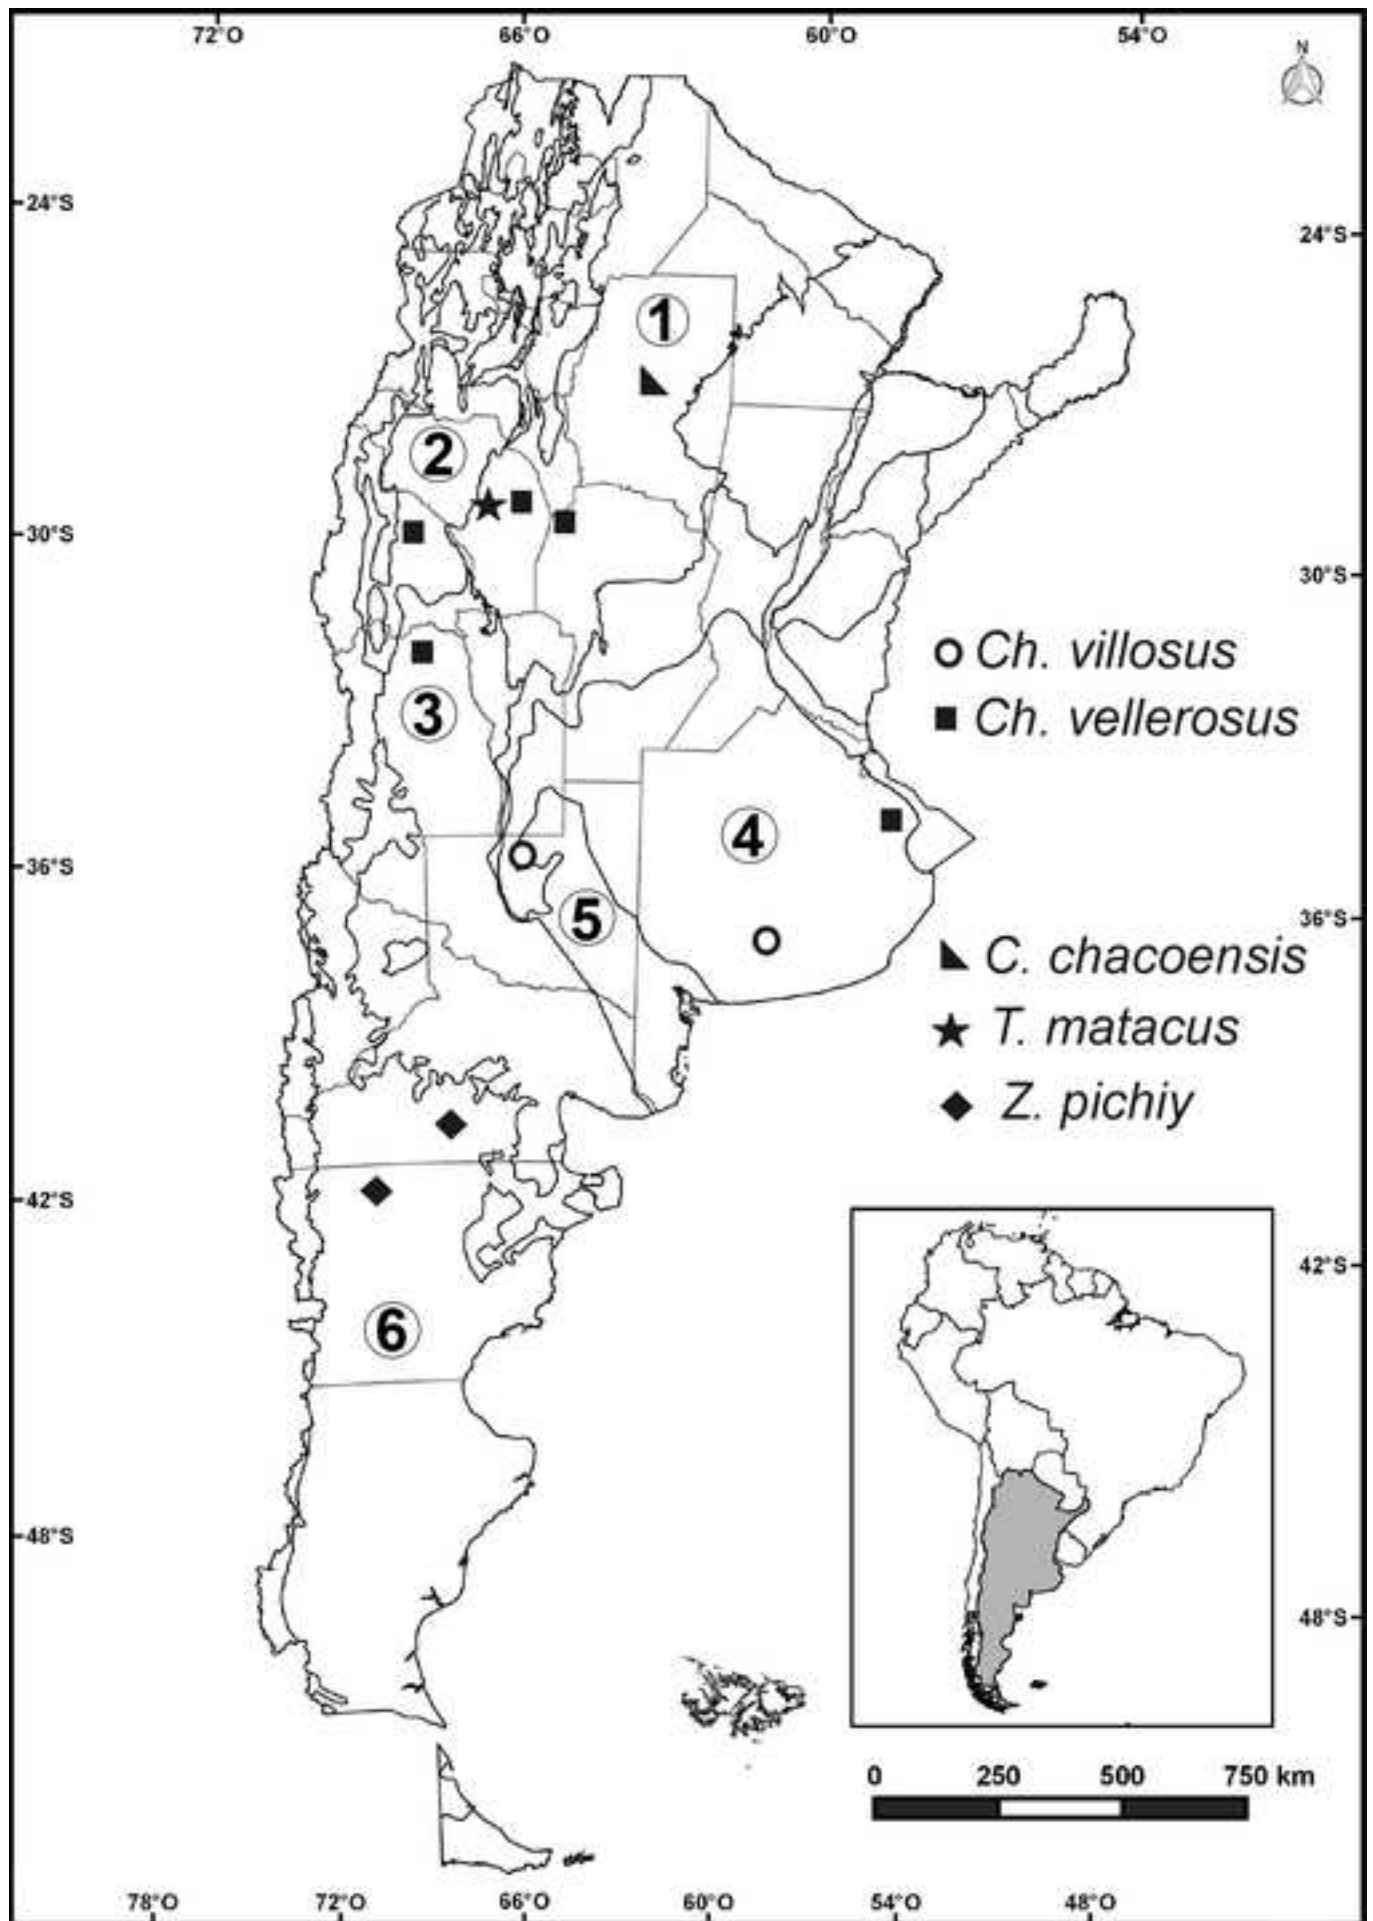 72°O 66°O 60°O 54°O
N
24°S
24°S
1
2
30°S
30°S
Ch. villosus
Ch. vellerosus
3
4
36°S
5
36°S
C. chacoensis
T. matacus
Z. pichiy
42°S
42°S
6
48°S
48°S
0 250 500 750 km
78°O 72°O 66°O 60°O 54°O 48°O